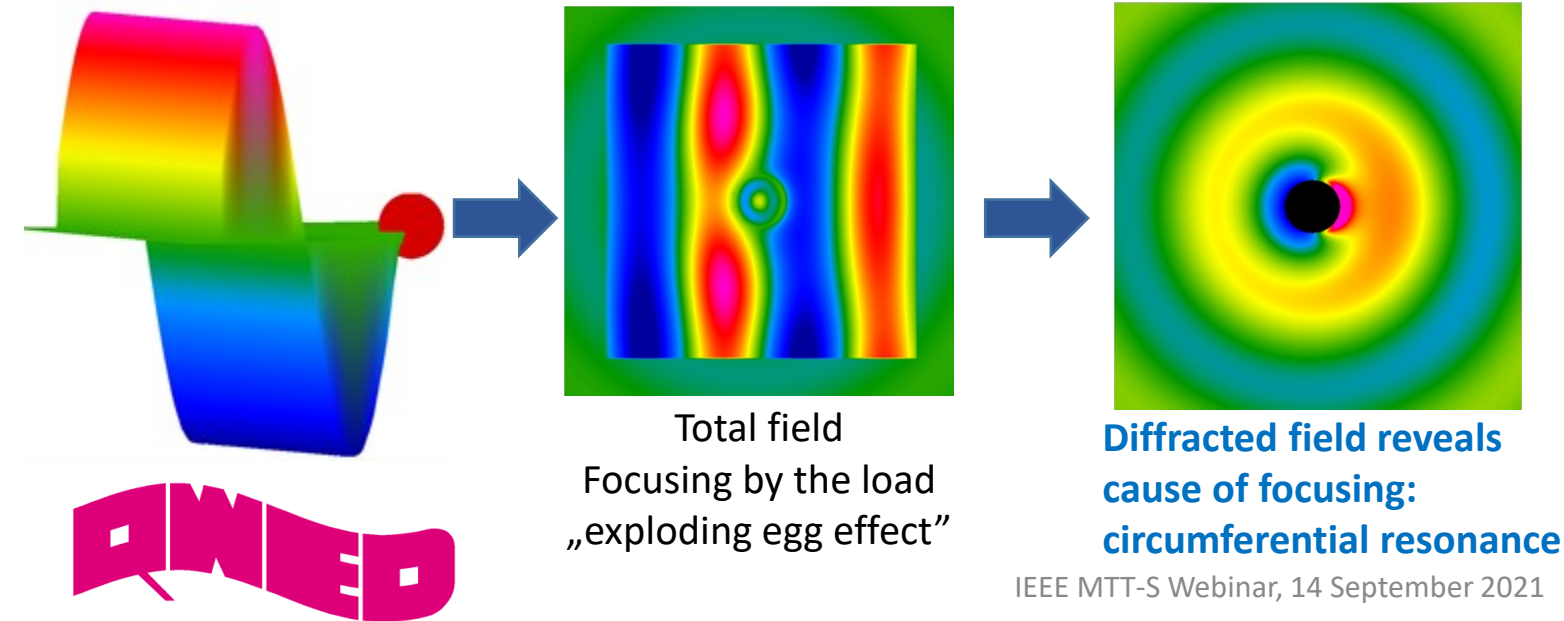 Total field
Focusing by the load
„exploding egg effect”
Diffracted field reveals
cause of focusing:
circumferential resonance
QWED
IEEE MTT-S Webinar, 14 September 2021